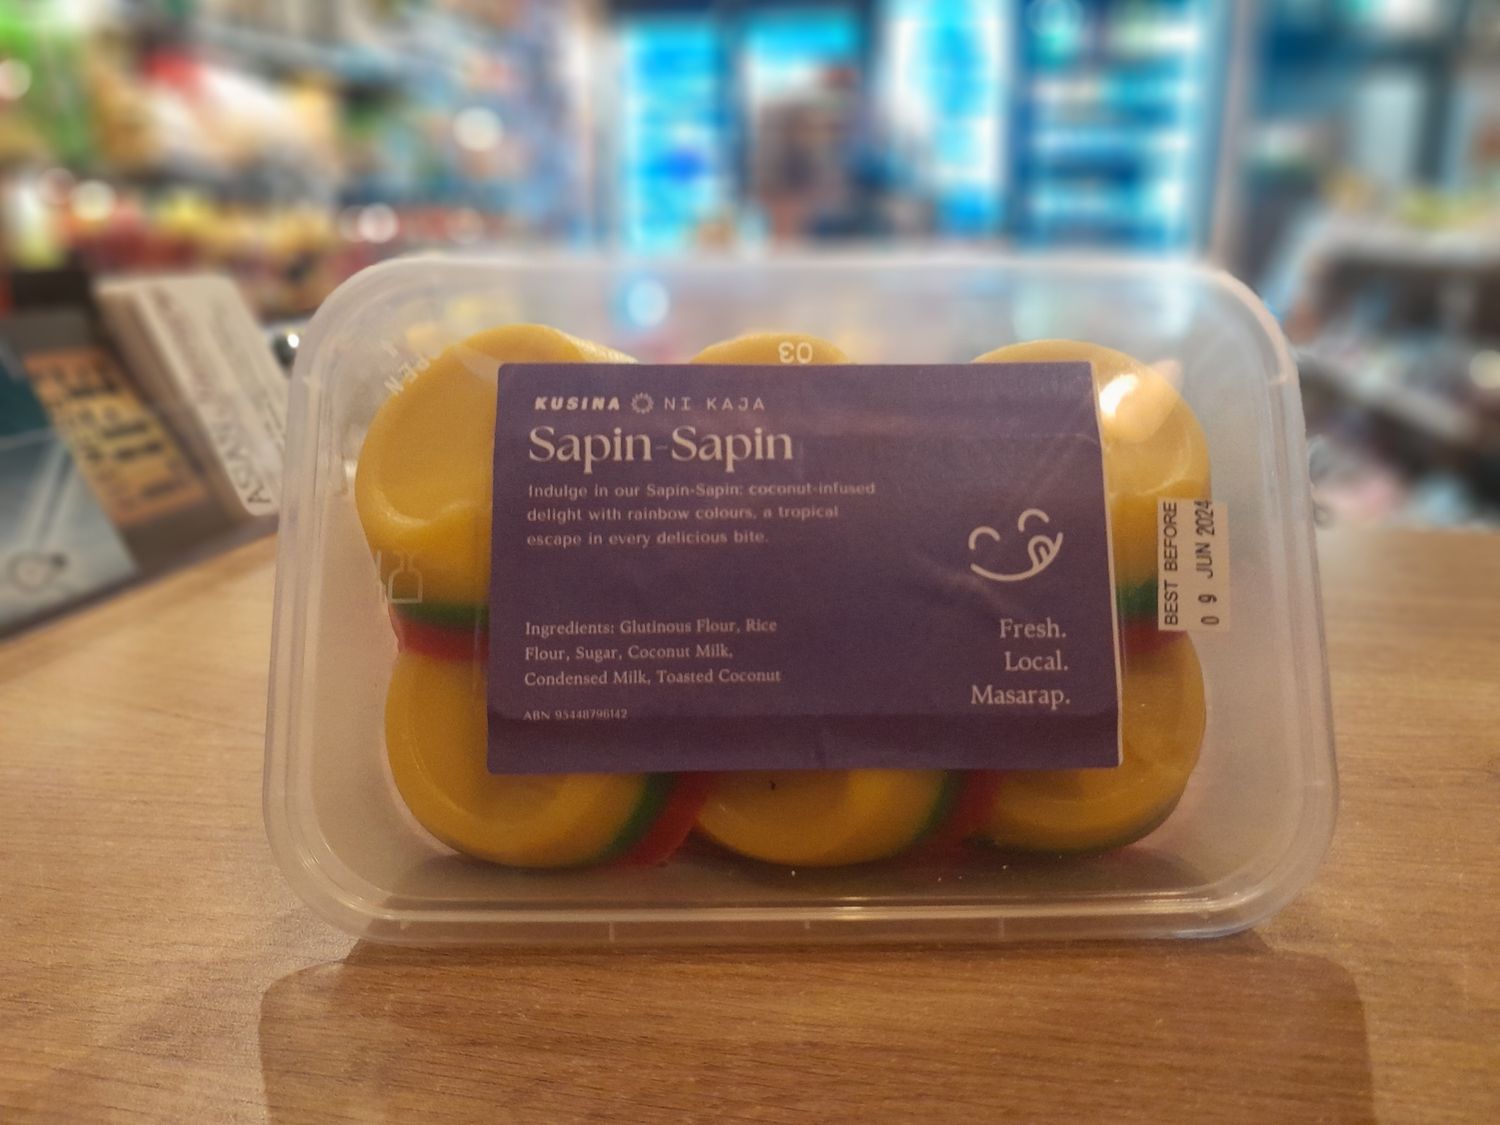 KUSINA NI KAJA
Sapin-Sapin
Indulge in our Sapin-Sapin: coconut-infused
delight with rainbow colours, a tropical
escape in every delicious bite.
Ingredients: Glutinous Flour, Rice
Flour, Sugar, Coconut Milk,
Condensed Milk, Toasted Coconut
ABN 95448796142
Fresh.
Local.
Masarap.
BEST BEFORE
09 JUN 2024
03
ASIAN